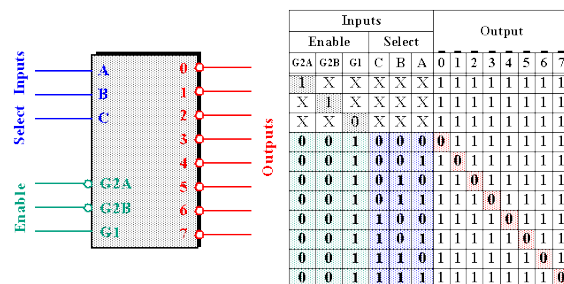 Select Inputs
Enable
A
B
C
G2A
G2B
G1
0
1
2
3
4
5
6
7
Outputs
Inputs Output
Enable Select
G2A G2B G1 C B A 0 1 2 3 4 5 6 7
1 X X X X X 1 1 1 1 1 1 1 1
X 1 X X X X 1 1 1 1 1 1 1 1
X X 0 X X X 1 1 1 1 1 1 1 1
0 0 1 0 0 0 0 1 1 1 1 1 1 1
0 0 1 0 0 1 1 0 1 1 1 1 1 1
0 0 1 0 1 0 1 1 0 1 1 1 1 1
0 0 1 0 1 1 1 1 1 0 1 1 1 1
0 0 1 1 0 0 1 1 1 1 0 1 1 1
0 0 1 1 0 1 1 1 1 1 1 0 1 1
0 0 1 1 1 0 1 1 1 1 1 1 0 1
0 0 1 1 1 1 1 1 1 1 1 1 1 0